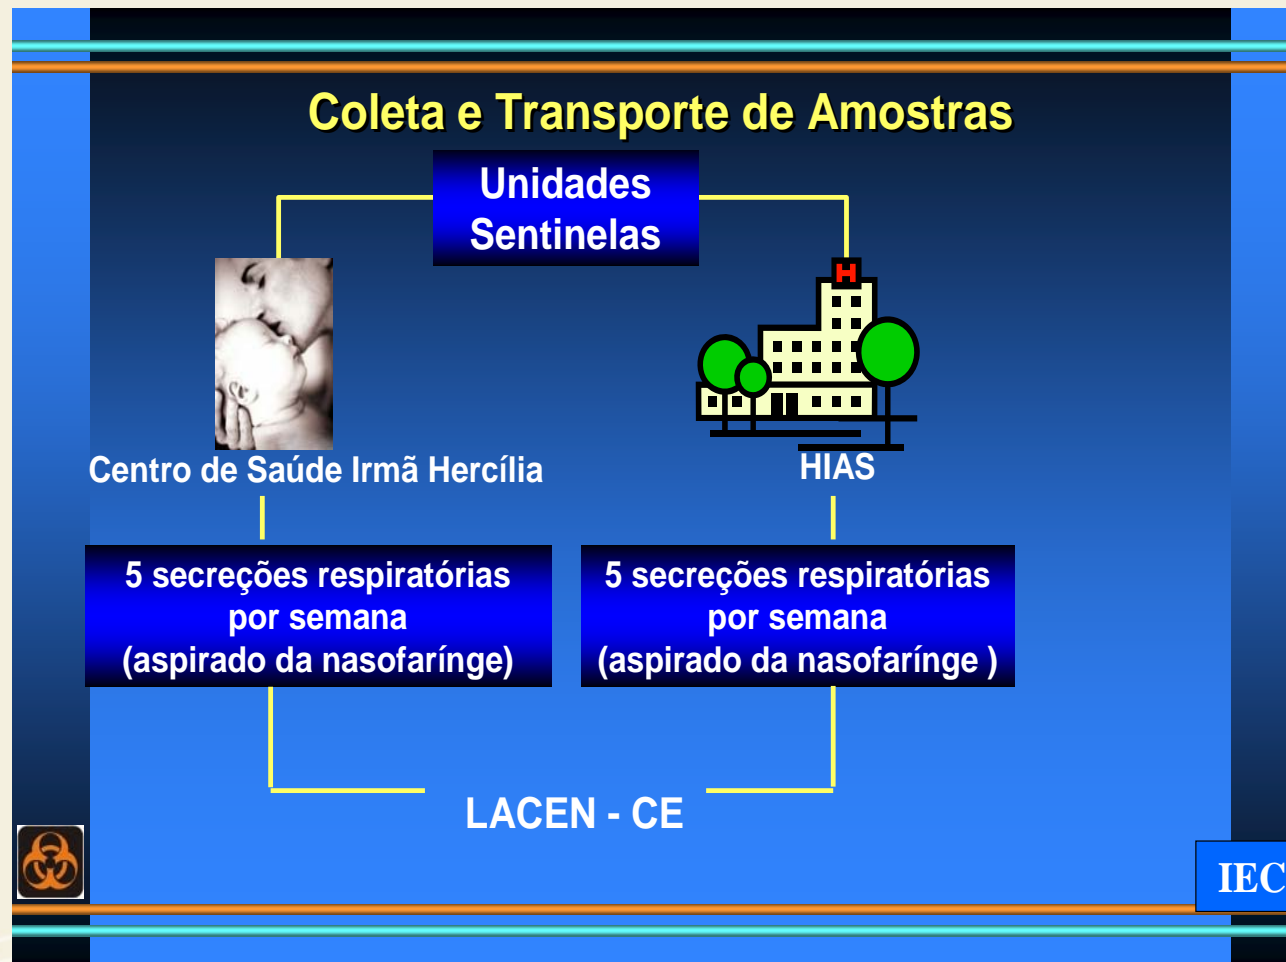 Coleta e Transporte de Amostras
Unidades
Sentinelas
H
Centro de Saúde Irmã Hercília
HIAS
5 secreções respiratórias
por semana
(aspirado da nasofarínge)
5 secreções respiratórias
por semana
(aspirado da nasofarínge )
LACEN - CE
IEC